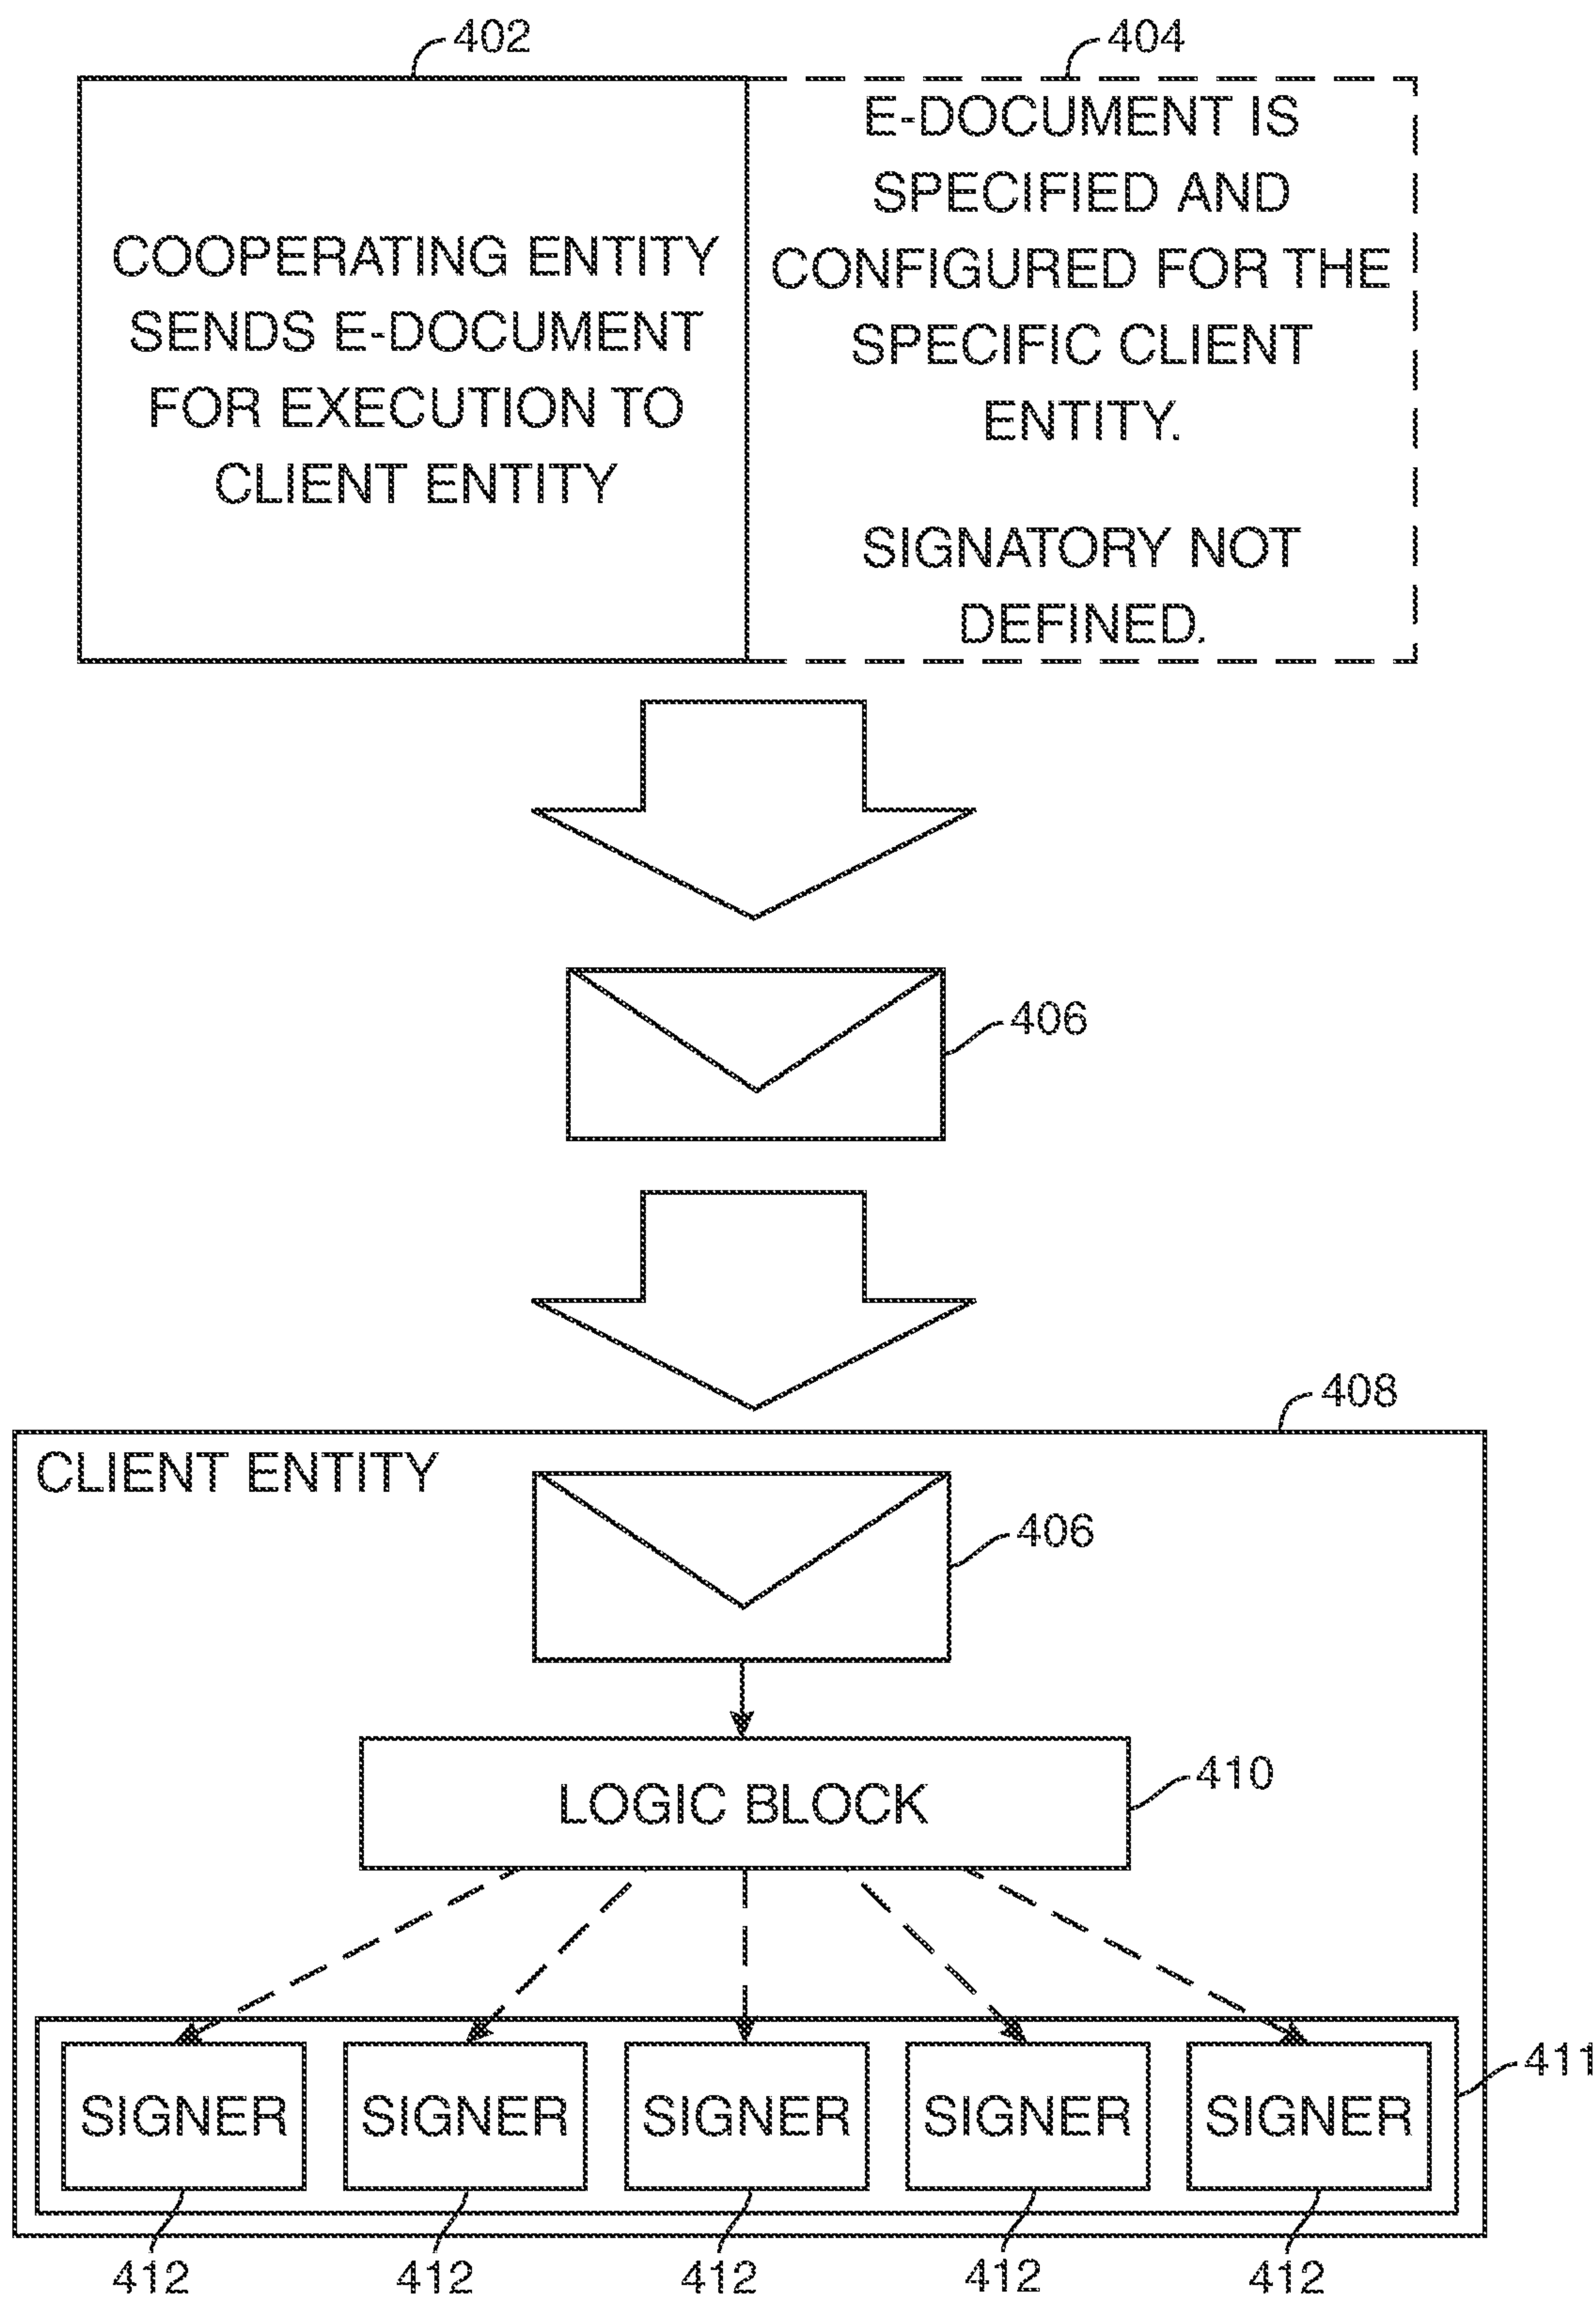 402
404
COOPERATING ENTITY
SENDS E-DOCUMENT
FOR EXECUTION TO
CLIENT ENTITY
E-DOCUMENT IS
SPECIFIED AND
CONFIGURED FOR THE
SPECIFIC CLIENT
ENTITY.
SIGNATORY NOT
DEFINED.
406
408
CLIENT ENTITY
406
LOGIC BLOCK
410
411
SIGNER
SIGNER
SIGNER
SIGNER
SIGNER
412
412
412
412
412